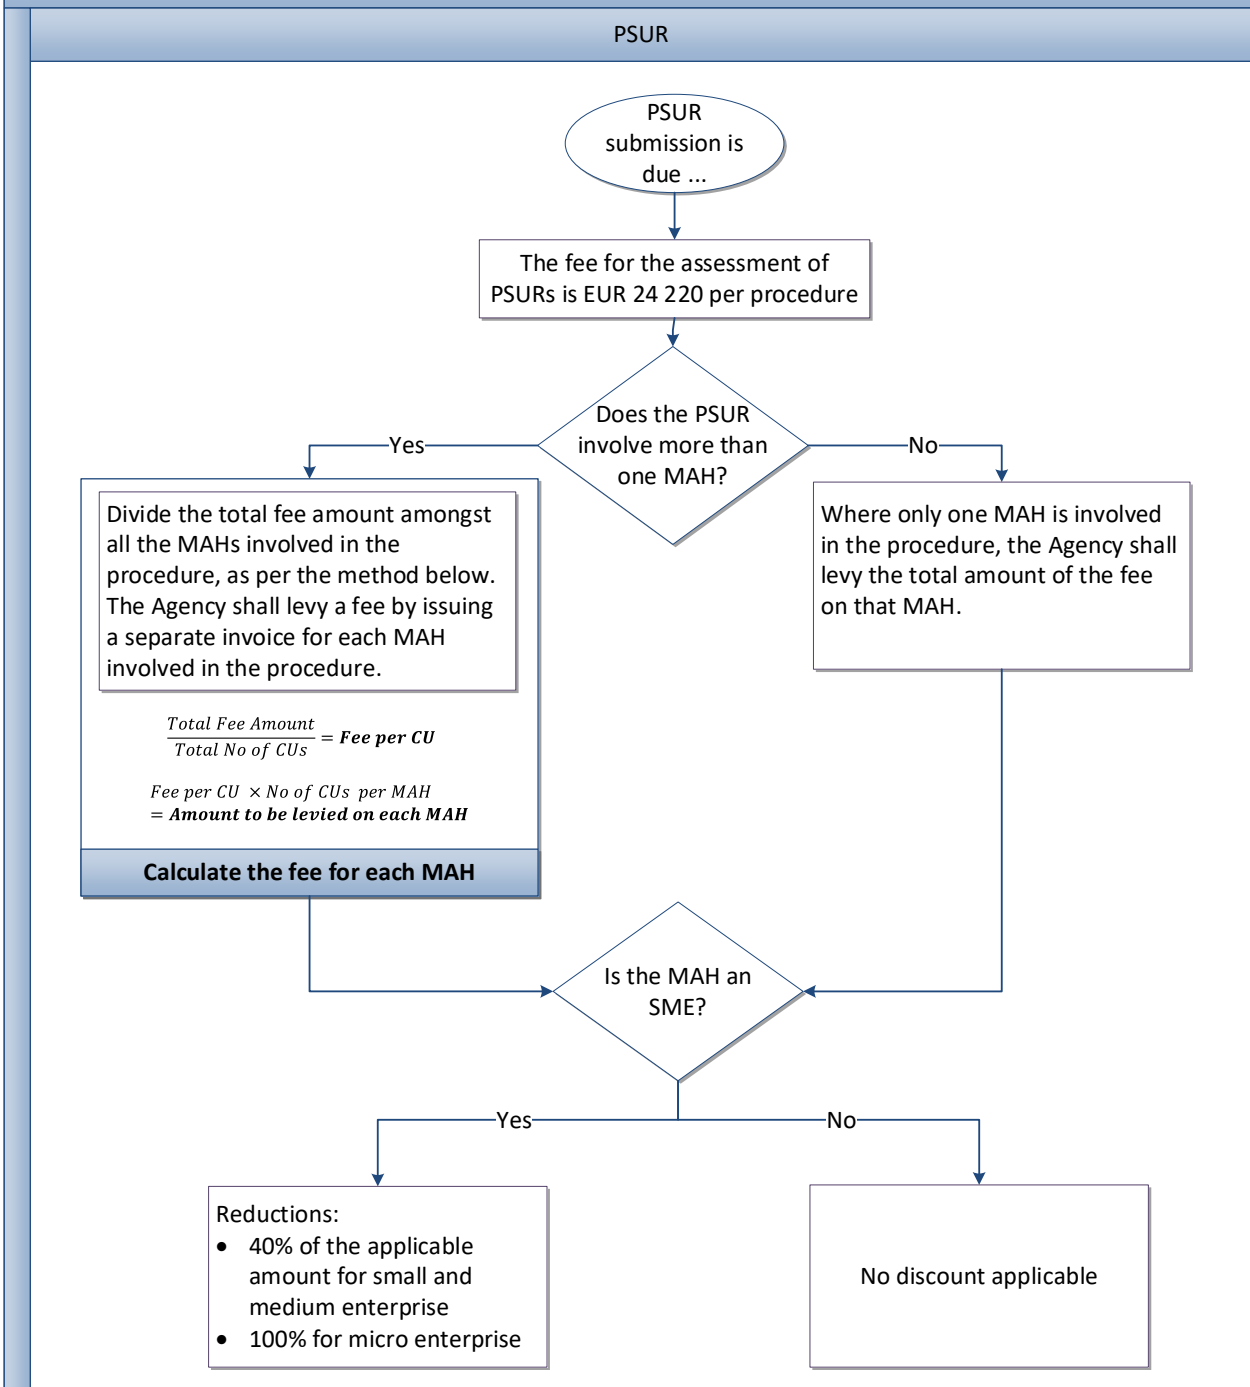 PSUR
PSUR
submission is
due ...
The fee for the assessment of
PSURs is EUR 24 220 per procedure
Does the PSUR
involve more than
one MAH?
Yes
No
Divide the total fee amount amongst
all the MAHs involved in the
procedure, as per the method below.
The Agency shall levy a fee by issuing
a separate invoice for each MAH
involved in the procedure.
Total Fee Amount
Total No of CUs
= Fee per CU
Fee per CU × No of CUs per MAH
= Amount to be levied on each MAH
Calculate the fee for each MAH
Where only one MAH is involved
in the procedure, the Agency shall
levy the total amount of the fee
on that MAH.
Is the MAH an
SME?
Yes
No
Reductions:
• 40% of the applicable
amount for small and
medium enterprise
• 100% for micro enterprise
No discount applicable